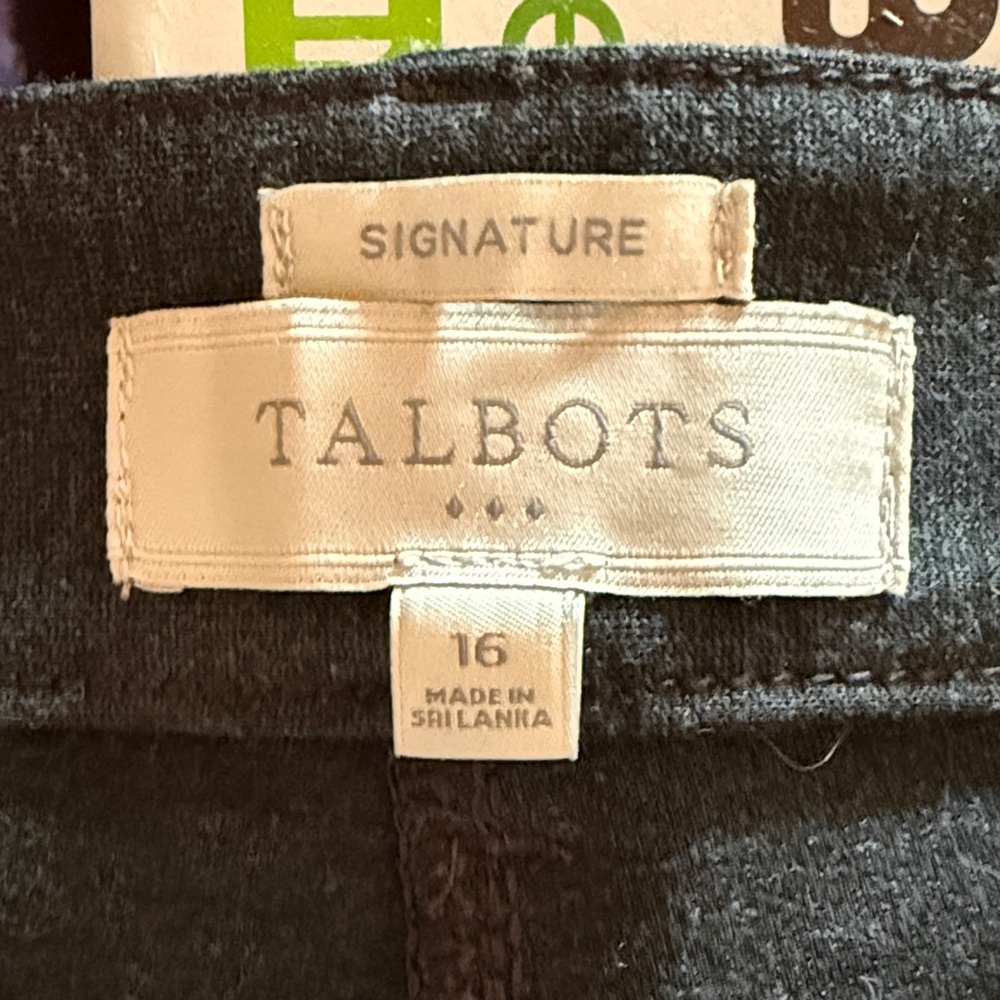 SIGNATURE
TALBOTS
16
MADE IN
SRI LANKA